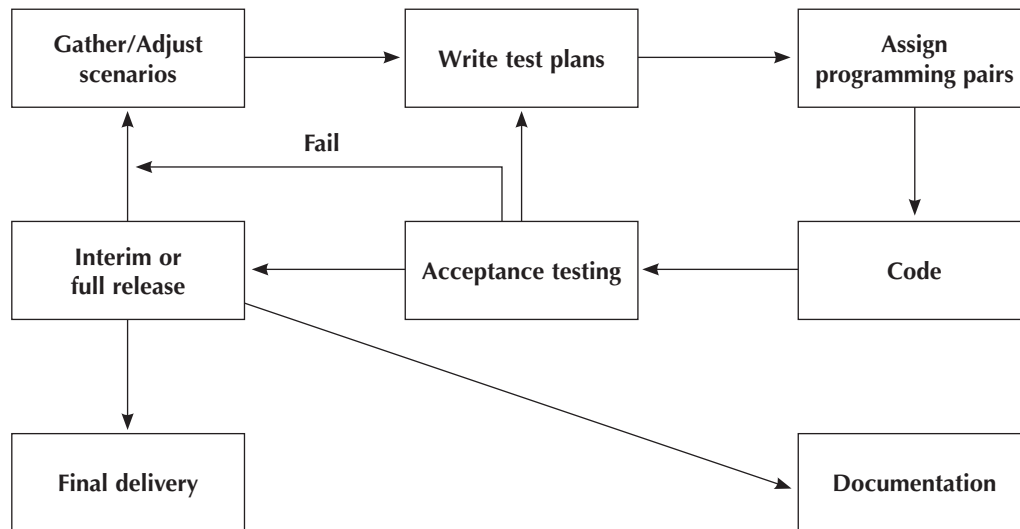 Gather/Adjust
scenarios
Write test plans
Assign
programming pairs
Fail
Interim or
full release
Acceptance testing
Code
Final delivery
Documentation